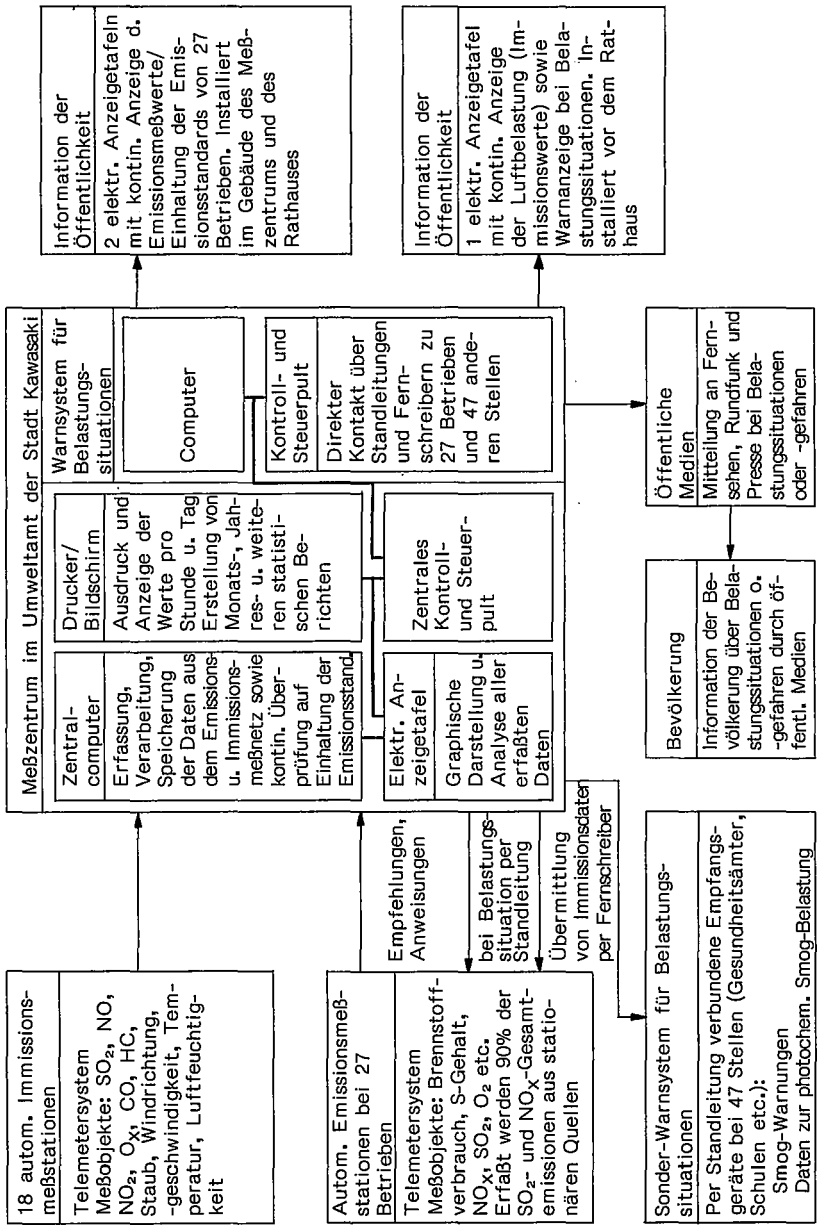 18 autom. Immissions-
meßstationen
Telemetersystem
Meßobjekte: SO₂, NO,
NO₂, Oₓ, CO, HC,
Staub, Windrichtung,
-geschwindigkeit, Tem-
peratur, Luftfeuchtig-
keit
Autom. Emissionsmeß-
stationen bei 27
Betrieben
Telemetersystem
Meßobjekte: Brennstoff-
verbrauch, S-Gehalt,
NOₓ, SO₂, O₂ etc.
Erfaßt werden 90% der
SO₂- und NOₓ-Gesamt-
emissionen aus statio-
nären Quellen
Sonder-Warnsystem für Belastungs-
situationen
Per Standleitung verbundene Empfangs-
geräte bei 47 Stellen (Gesundheitsämter,
Schulen etc.):
Smog-Warnungen
Daten zur photochem. Smog-Belastung
Empfehlungen,
Anweisungen
bei Belastungs
situation per
Standleitung
Übermittlung
von Immissionsdaten
per Fernschreiber
Meßzentrum im Umweltamt der Stadt Kawasaki
Zentral-
computer
Erfassung,
Verarbeitung,
Speicherung
der Daten aus
dem Emissions-
u. Immissions-
meßnetz sowie
kontin. Über-
prüfung auf
Einhaltung der
Emissionsstand.
Drucker/
Bildschirm
Ausdruck und
Anzeige der
Werte pro
Stunde u. Tag
Erstellung von
Monats-, Jah-
res- u. weite-
ren statisti-
schen Be-
richten
Warnsystem für
Belastungs-
situationen
Computer
Elektr. An-
zeigetafel
Graphische
Darstellung u.
Analyse aller
erfaßten
Daten
Zentrales
Kontroll-
und Steuer-
pult
Kontroll- und
Steuerpult
Direkter
Kontakt über
Standleitungen
und Fern-
schreibern zu
27 Betrieben
und 47 ande-
ren Stellen
Bevölkerung
Information der Be-
völkerung über Bela-
stungssituationen o.
-gefahren durch öf-
fentl. Medien
Öffentliche
Medien
Mitteilung an Fern-
sehen, Rundfunk und
Presse bei Bela-
stungssituationen
oder -gefahren
Information der
Öffentlichkeit
2 elektr. Anzeigetafeln
mit kontin. Anzeige d.
Emissionsmeßwerte/
Einhaltung der Emis-
sionsstandards von 27
Betrieben. Installiert
im Gebäude des Meß-
zentrums und des
Rathauses
Information der
Öffentlichkeit
1 elektr. Anzeigetafel
mit kontin. Anzeige
der Luftbelastung (Im-
missionswerte) sowie
Warnanzeige bei Bela-
stungssituationen. In-
stalliert vor dem Rat-
haus